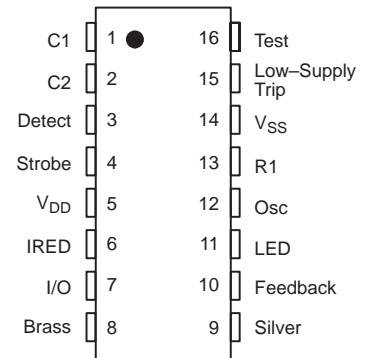 C1 1 16 Test
C2 2 15 Low–Supply
Trip
Detect 3 14 VSS
Strobe 4 13 R1
VDD 5 12 Osc
IRED 6 11 LED
I/O 7 10 Feedback
Brass 8 9 Silver